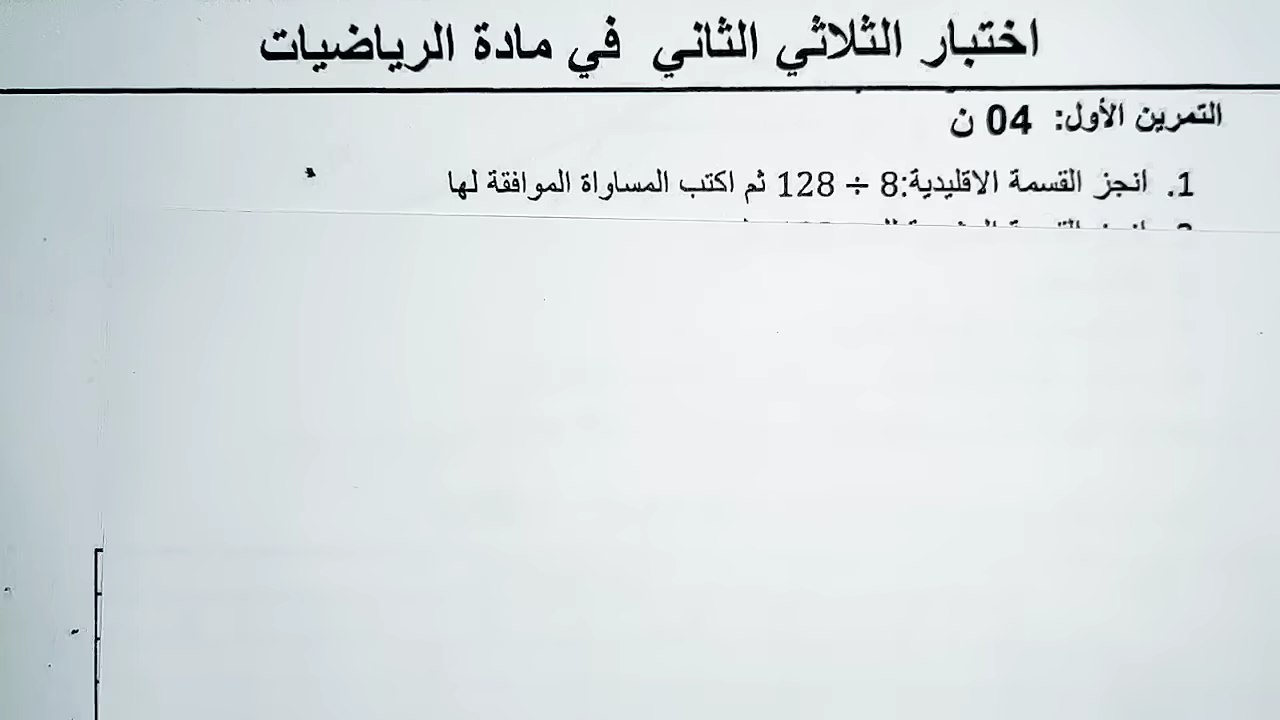 اختبار الثلاثي الثاني في مادة الرياضيات
التمرين الأول: 04 ن
1. انجز القسمة الاقليدية:8 ÷ 128 ثم اكتب المساواة الموافقة لها